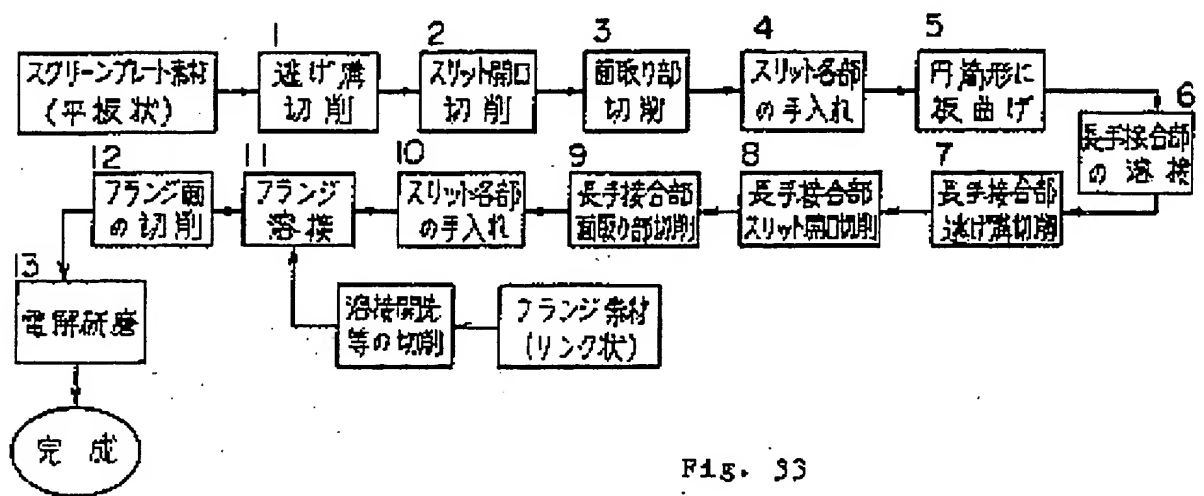 スクリーンプレート素材
(平板状)
1
逃げ溝
切削
2
スリット開口
切削
3
面取り部
切削
4
スリット各部
の手入れ
5
円筒形に
板曲げ
6
長手接合部
の溶接
7
長手接合部
逃げ溝切削
8
長手接合部
スリット開口切削
9
長手接合部
面取り部切削
10
スリット各部
の手入れ
11
フランジ
溶接
12
フランジ面
の切削
13
電解研磨
溶接開先
等の切削
フランジ素材
(リング状)
完成
Fig. 33